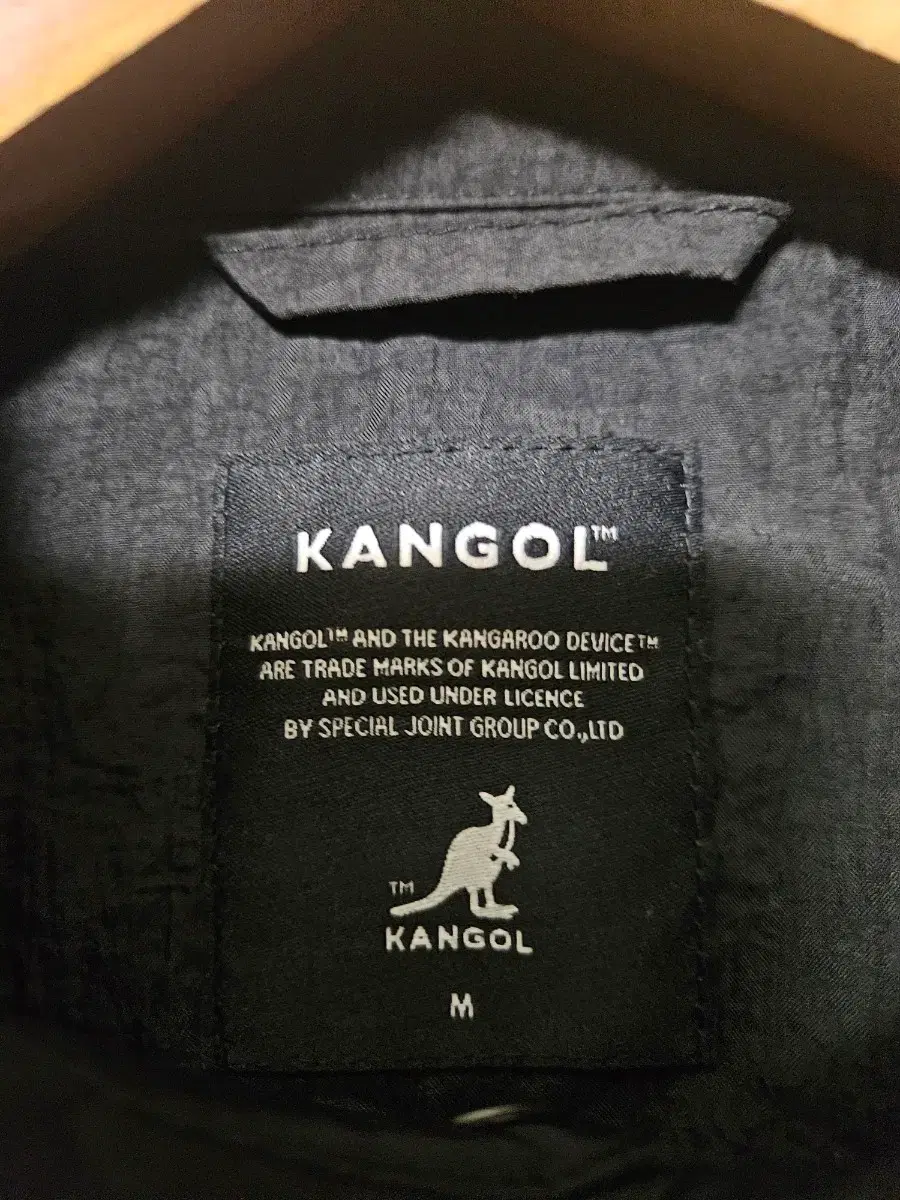 KANGOL™
KANGOL™ AND THE KANGAROO DEVICE™
ARE TRADE MARKS OF KANGOL LIMITED
AND USED UNDER LICENCE
BY SPECIAL JOINT GROUP CO.,LTD
TM
KANGOL
M